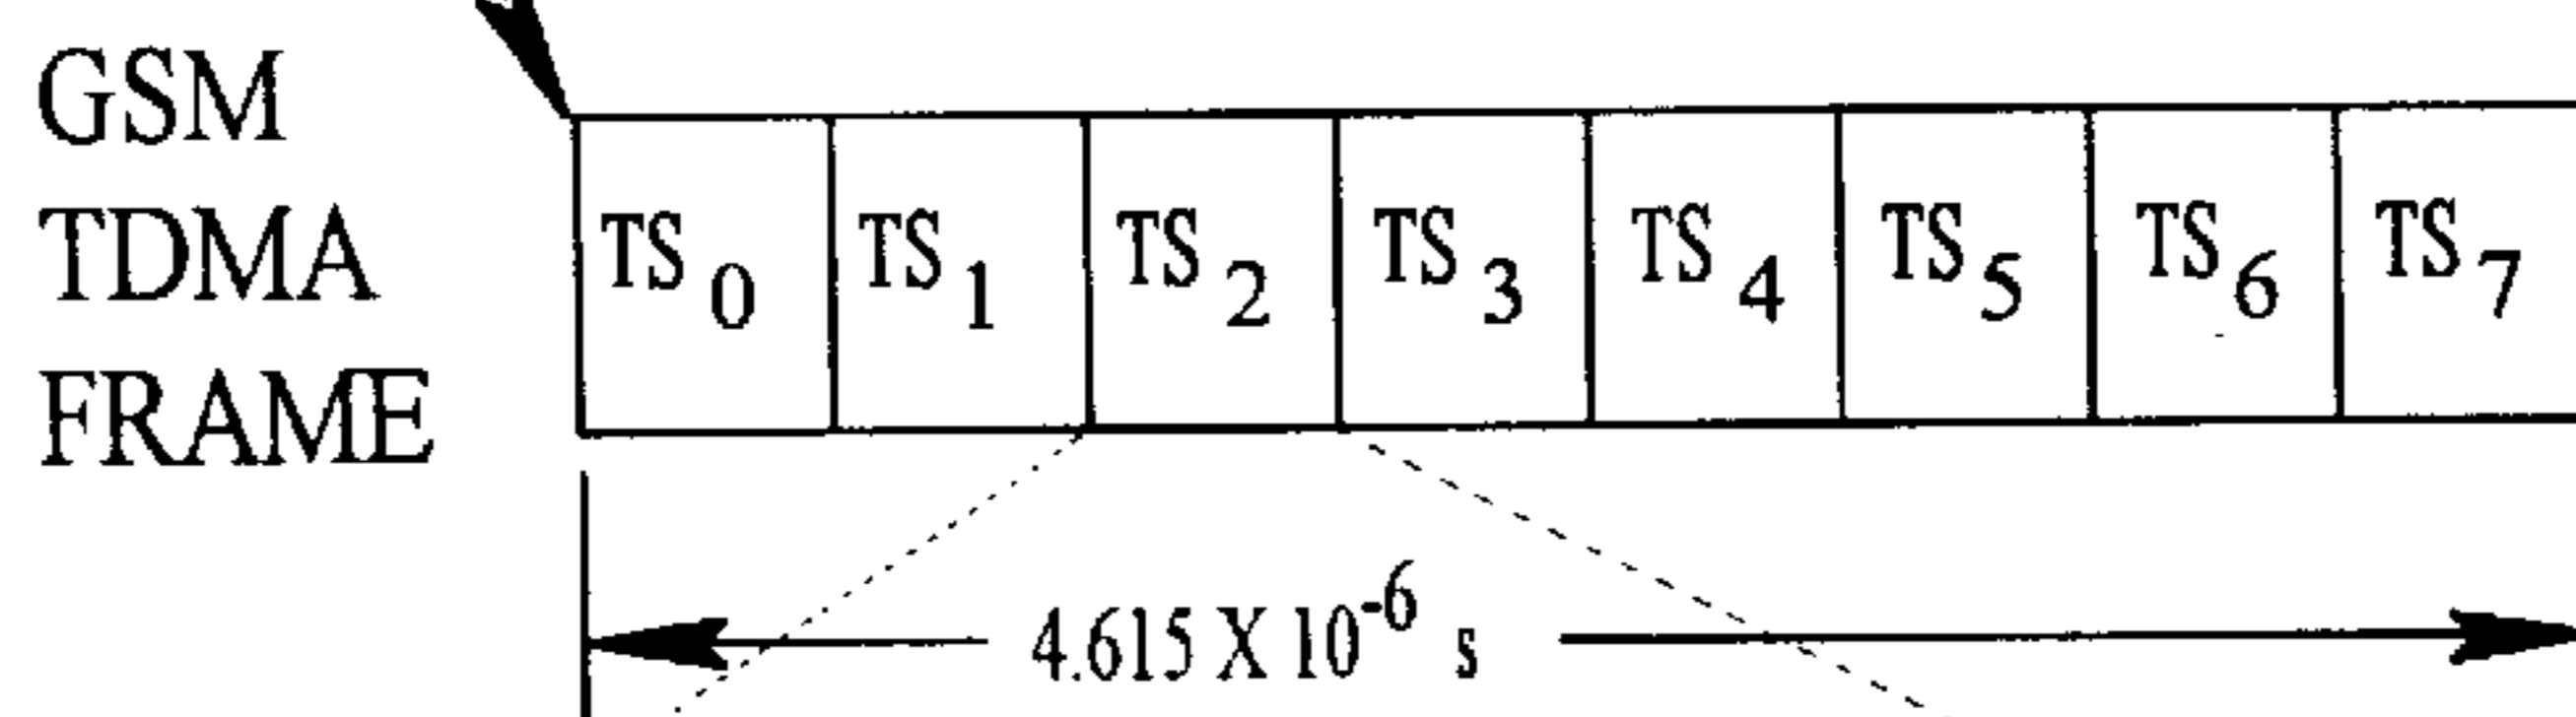 GSM
TDMA
FRAME
TS 0 TS 1 TS 2 TS 3 TS 4 TS 5 TS 6 TS 7
4.615 X 10^-6 s